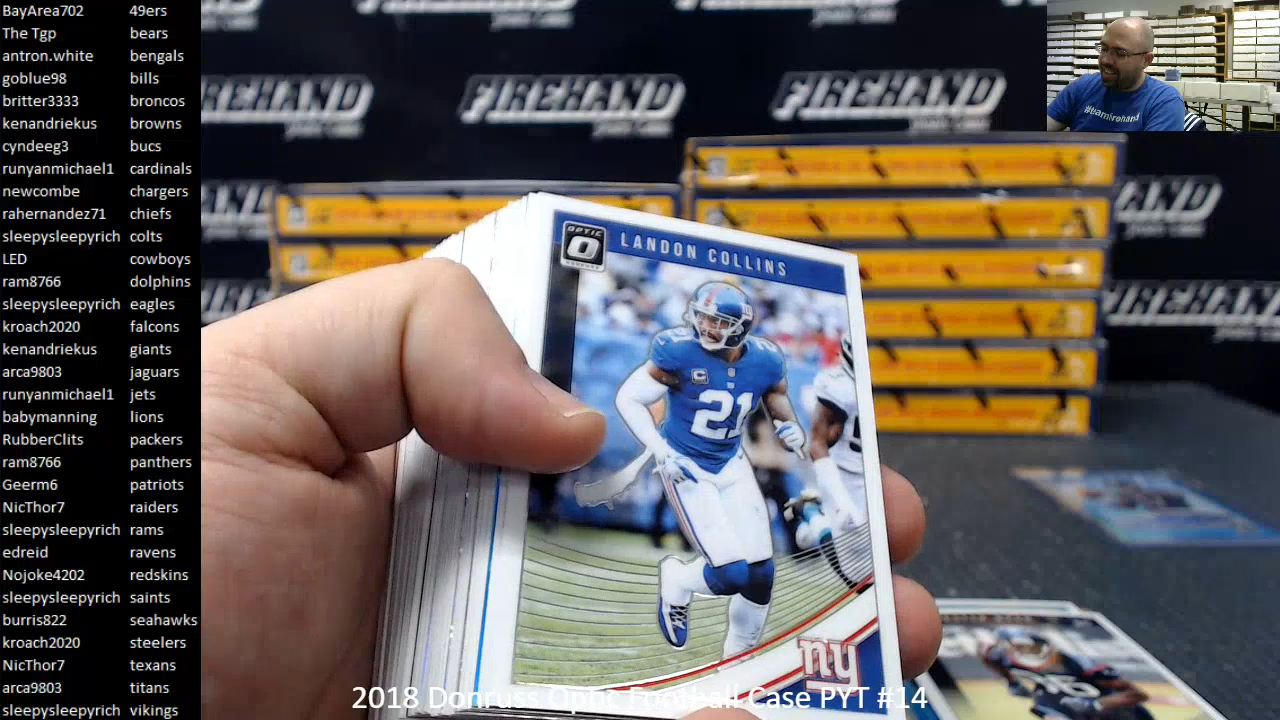 BayArea702 49ers
The Tgp bears
antron.white bengals
goblue98 bills
britter3333 broncos
kenandriekus browns
cyndeeg3 bucs
runyanmichael1 cardinals
newcombe chargers
rahernandez71 chiefs
sleepysleepyrich colts
LED cowboys
ram8766 dolphins
sleepysleepyrich eagles
kroach2020 falcons
kenandriekus giants
arca9803 jaguars
runyanmichael1 jets
babymanning lions
RubberClits packers
ram8766 panthers
Geerm6 patriots
NicThor7 raiders
sleepysleepyrich rams
edreid ravens
Nojoke4202 redskins
sleepysleepyrich saints
burris822 seahawks
kroach2020 steelers
NicThor7 texans
arca9803 titans
sleepysleepyrich vikings
FIREHAND
FIREHAND
FIREHAND
#teamfirehand
OPTIC
LANDON COLLINS
21
C
ny
2018 Donruss Optic Football Case PYT #14